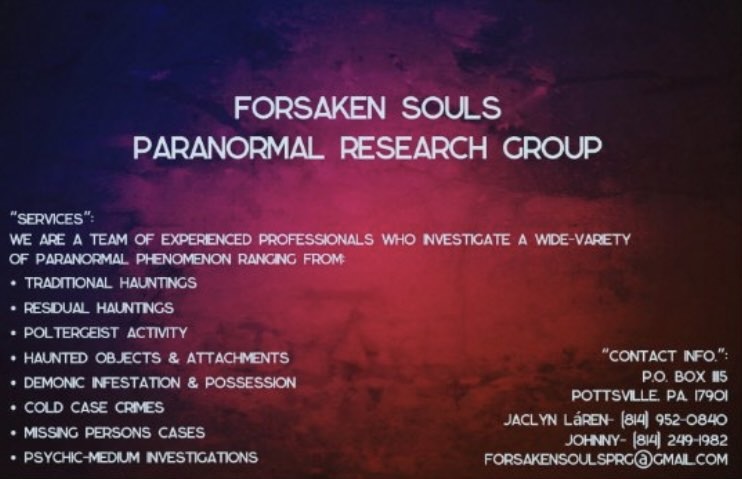 FORSAKEN SOULS
PARANORMAL RESEARCH GROUP
"SERVICES":
WE ARE A TEAM OF EXPERIENCED PROFESSIONALS WHO INVESTIGATE A WIDE-VARIETY
OF PARANORMAL PHENOMENON RANGING FROM:
• TRADITIONAL HAUNTINGS
• RESIDUAL HAUNTINGS
• POLTERGEIST ACTIVITY
• HAUNTED OBJECTS & ATTACHMENTS
• DEMONIC INFESTATION & POSSESSION
• COLD CASE CRIMES
• MISSING PERSONS CASES
• PSYCHIC-MEDIUM INVESTIGATIONS
"CONTACT INFO.":
P.O. BOX 1115
POTTSVILLE, PA. 17901
JACLYN LáREN- (814) 952-0840
JOHNNY- (814) 249-1982
FORSAKENSOULSPRG@GMAIL.COM